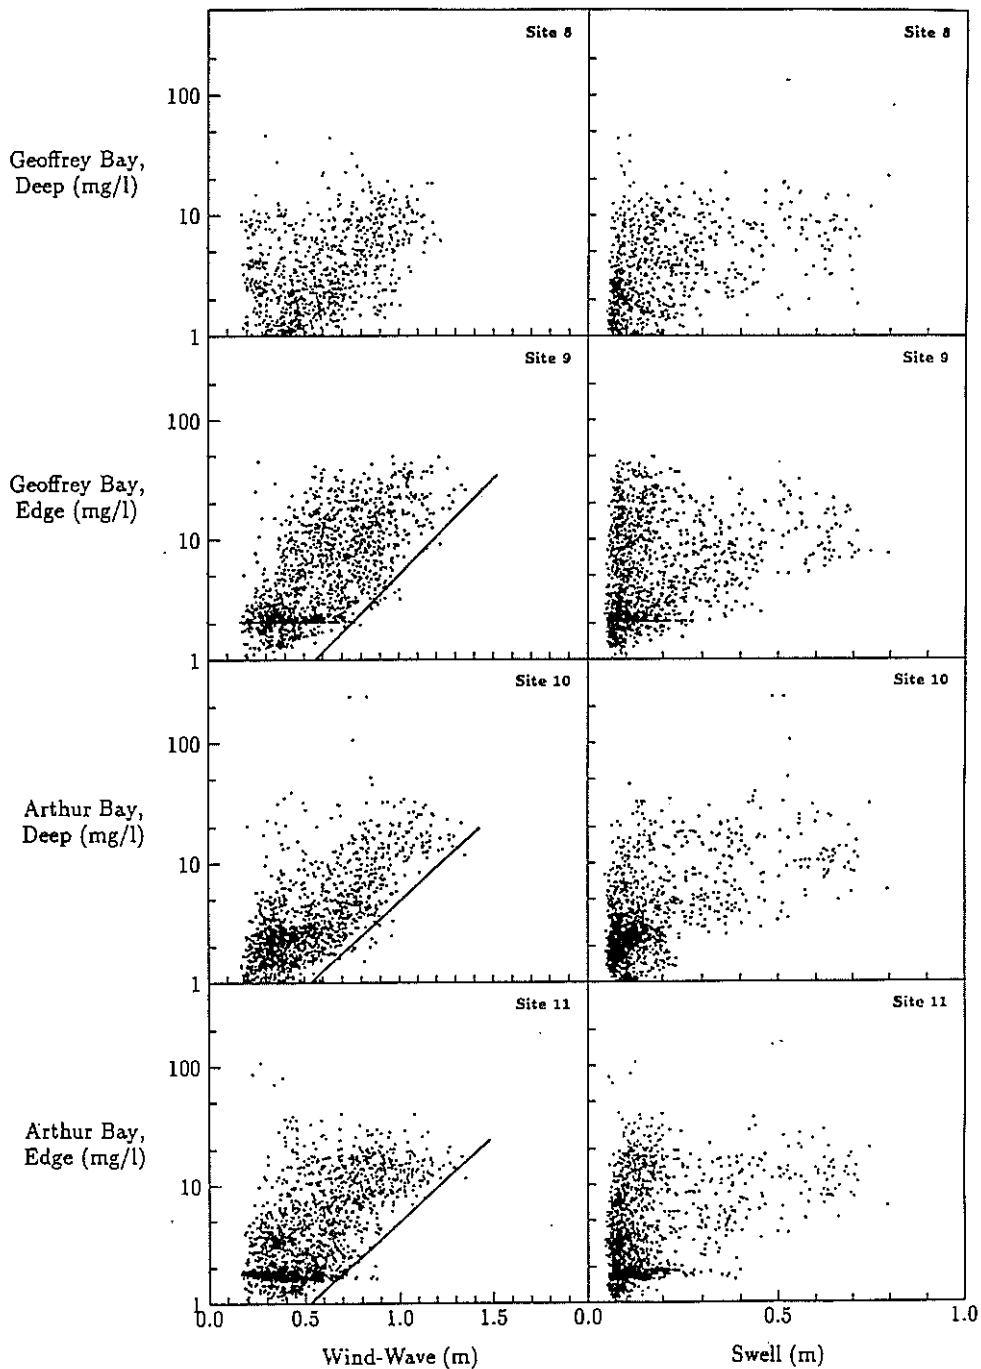 Site 8
Site 8
100
Geoffrey Bay,
Deep (mg/l)
10
1
Site 9
Site 9
100
Geoffrey Bay,
Edge (mg/l)
10
1
Site 10
Site 10
100
Arthur Bay,
Deep (mg/l)
10
1
Site 11
Site 11
100
Arthur Bay,
Edge (mg/l)
10
1
0.0 0.5 1.0 1.5 0.0 0.5 1.0
Wind-Wave (m) Swell (m)